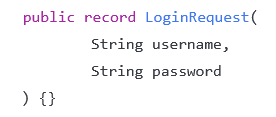 public record LoginRequest(
        String username,
        String password
) {}